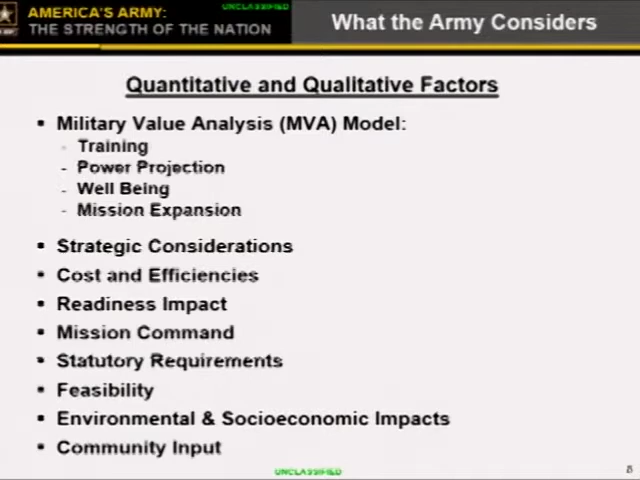 UNCLASSIFIED
AMERICA'S ARMY:
THE STRENGTH OF THE NATION
What the Army Considers
Quantitative and Qualitative Factors
▪ Military Value Analysis (MVA) Model:
- Training
- Power Projection
- Well Being
- Mission Expansion
▪ Strategic Considerations
▪ Cost and Efficiencies
▪ Readiness Impact
▪ Mission Command
▪ Statutory Requirements
▪ Feasibility
▪ Environmental & Socioeconomic Impacts
▪ Community Input
UNCLASSIFIED
8